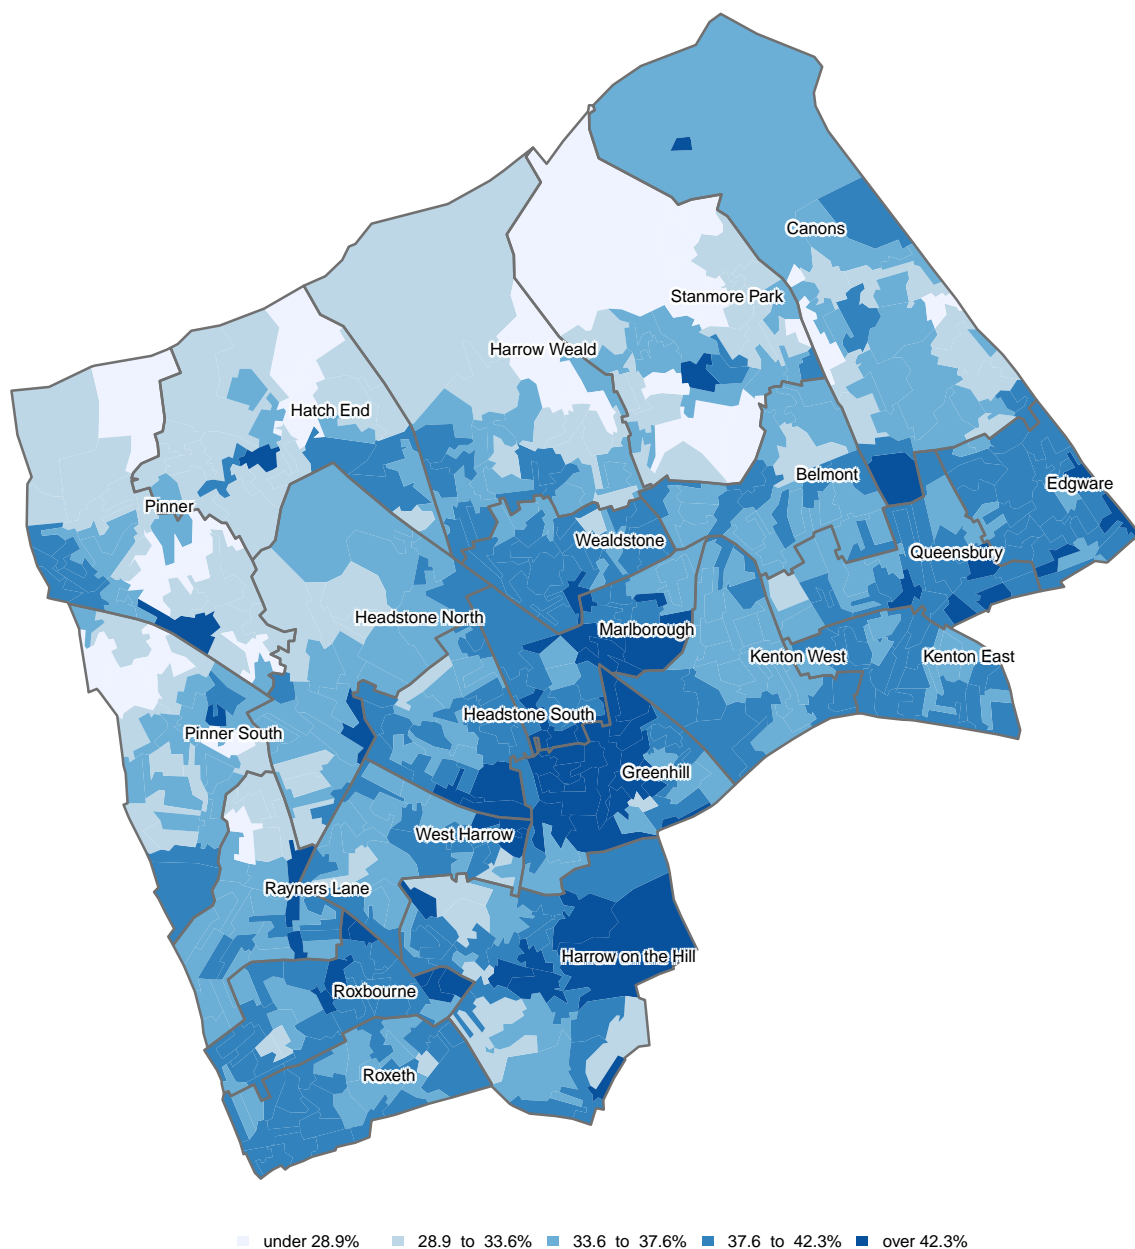 Canons
Stanmore Park
Harrow Weald
Hatch End
Belmont
Edgware
Pinner
Wealdstone
Queensbury
Headstone North
Marlborough
Kenton West
Kenton East
Headstone South
Pinner South
Greenhill
West Harrow
Rayners Lane
Harrow on the Hill
Roxbourne
Roxeth
under 28.9% 28.9 to 33.6% 33.6 to 37.6% 37.6 to 42.3% over 42.3%